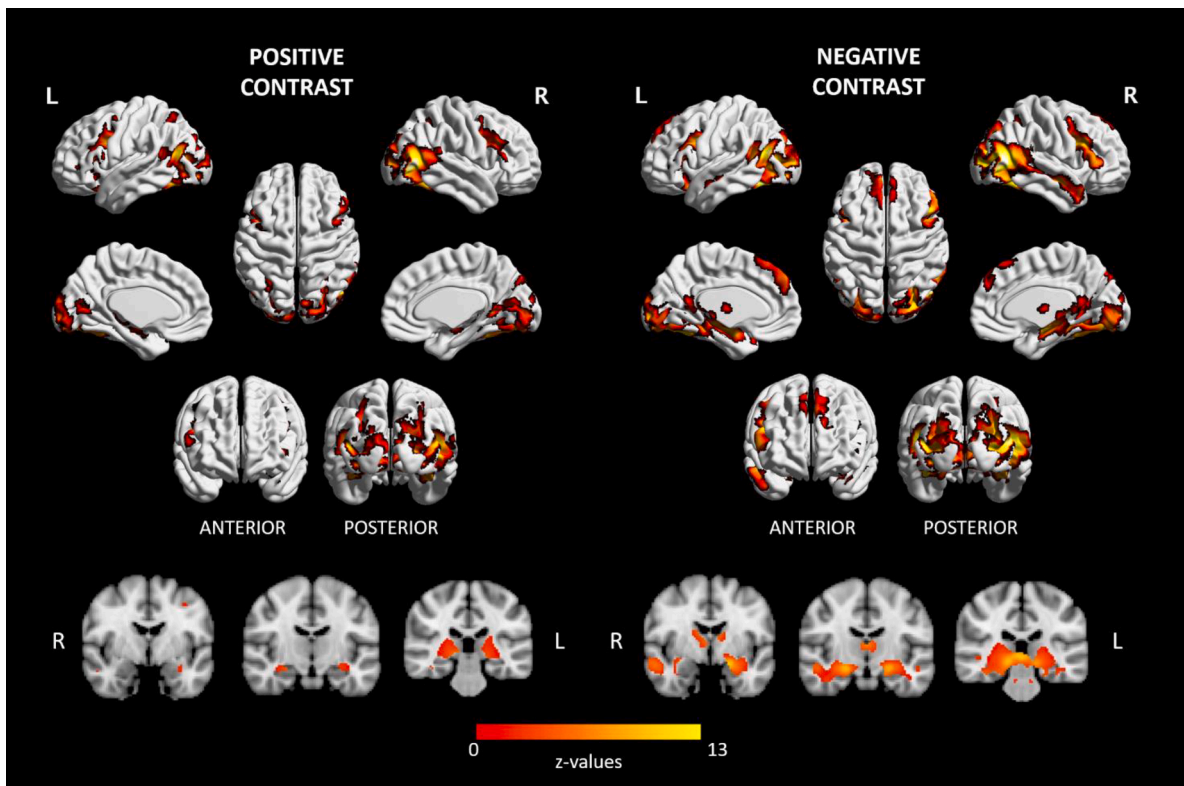 POSITIVE
CONTRAST
L
R
NEGATIVE
CONTRAST
L
R
ANTERIOR
POSTERIOR
ANTERIOR
POSTERIOR
R
L
R
L
0
13
z-values